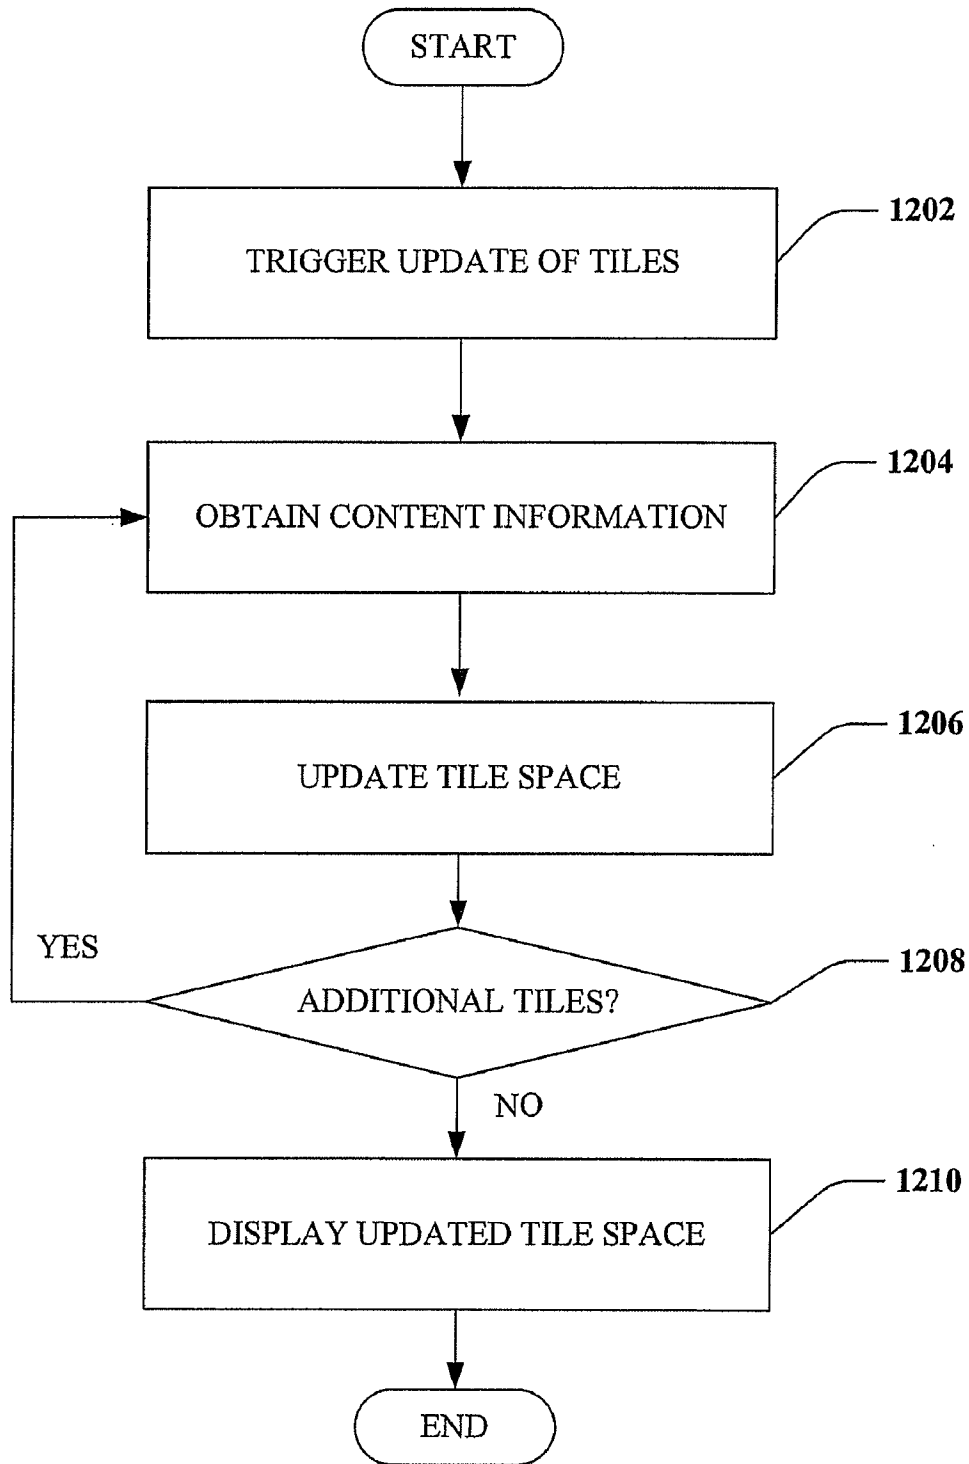 START
TRIGGER UPDATE OF TILES
1202
OBTAIN CONTENT INFORMATION
1204
UPDATE TILE SPACE
1206
YES
ADDITIONAL TILES?
1208
NO
DISPLAY UPDATED TILE SPACE
1210
END